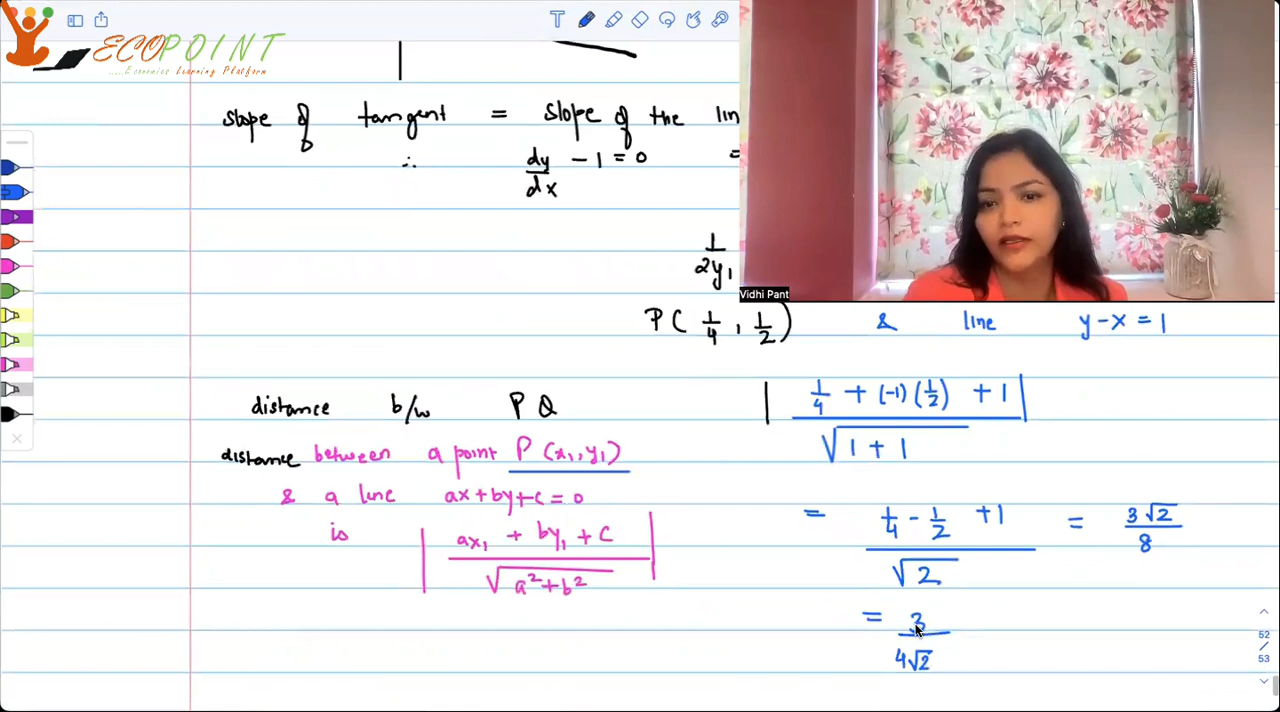 ECOPOINT
.....Economics Learning Platform
slope of tangent = slope of the lin
∴ dy/dx - 1 = 0 =
1/2y₁
Vidhi Pant
P( 1/4 , 1/2 ) & line y-x = 1
distance b/w P Q
| 1/4 + (-1)(1/2) + 1 | / √1+1
distance between a point P (x₁,y₁)
& a line ax+by+c=0
is | ax₁ + by₁ + c / √a²+b² |
= 1/4 - 1/2 + 1 / √2 = 3√2/8
= 3/4√2
52
/
53